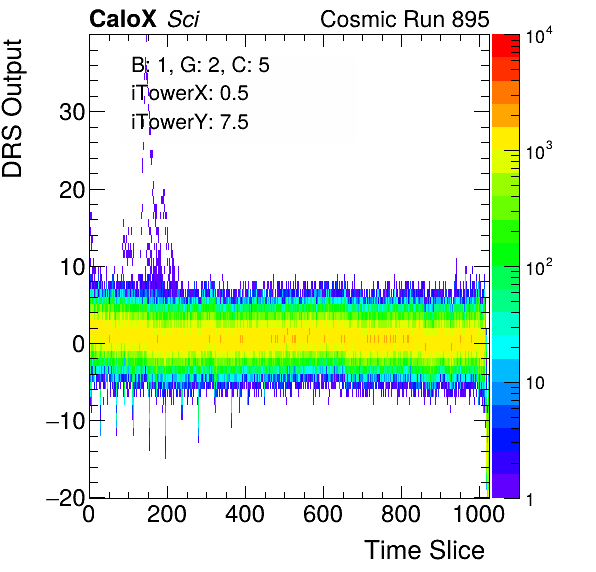 CaloX Sci
Cosmic Run 895
B: 1, G: 2, C: 5
iTowerX: 0.5
iTowerY: 7.5
DRS Output
30
20
10
0
−10
−20
0 200 400 600 800 1000
Time Slice
10⁴
10³
10²
10
1